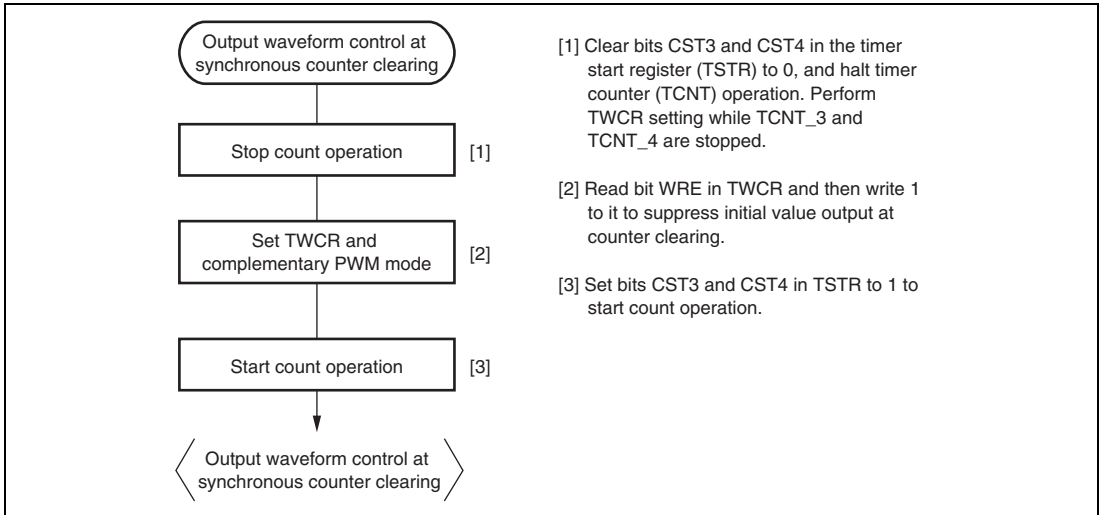 Output waveform control at
synchronous counter clearing
Stop count operation
[1]
Set TWCR and
complementary PWM mode
[2]
Start count operation
[3]
Output waveform control at
synchronous counter clearing
[1] Clear bits CST3 and CST4 in the timer
start register (TSTR) to 0, and halt timer
counter (TCNT) operation. Perform
TWCR setting while TCNT_3 and
TCNT_4 are stopped.
[2] Read bit WRE in TWCR and then write 1
to it to suppress initial value output at
counter clearing.
[3] Set bits CST3 and CST4 in TSTR to 1 to
start count operation.